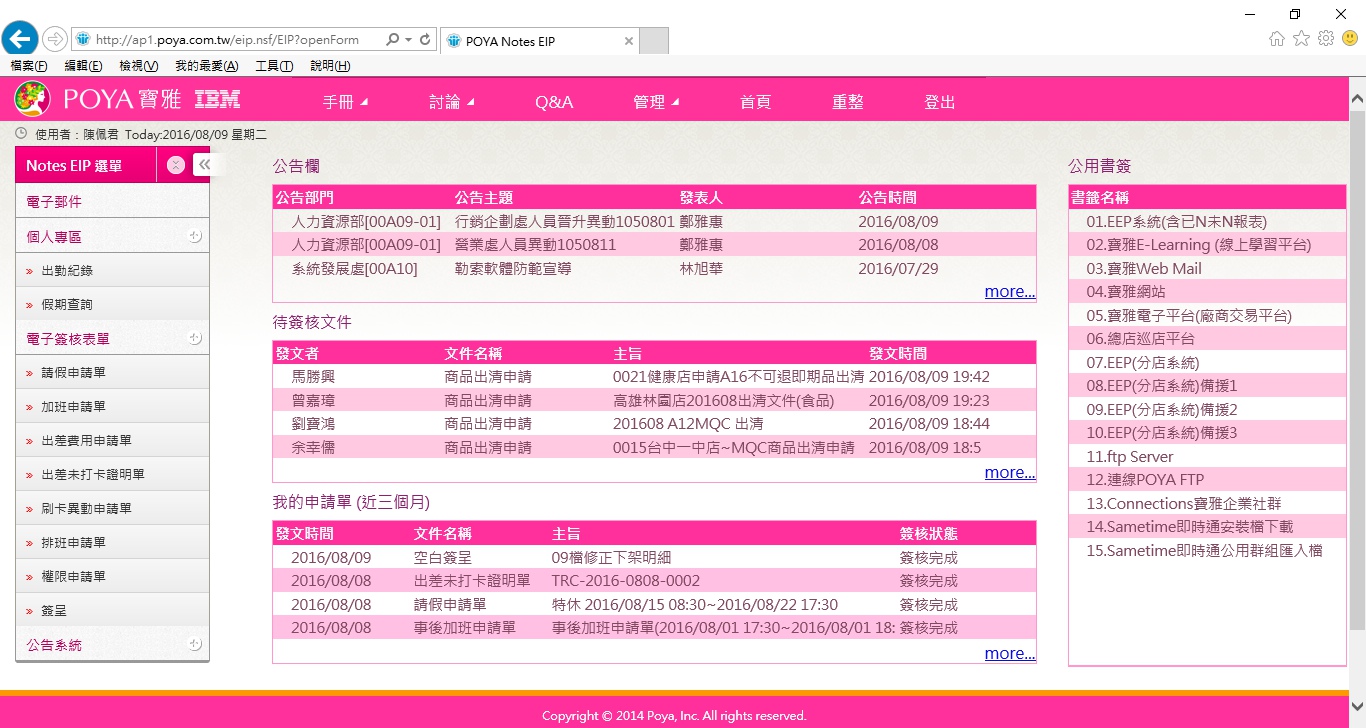 http://ap1.poya.com.tw/eip.nsf/EIP?openForm
POYA Notes EIP
檔案(F) 編輯(E) 檢視(V) 我的最愛(A) 工具(T) 說明(H)
POYA 寶雅 IBM 手冊 討論 Q&A 管理 首頁 重整 登出
使用者：陳佩君 Today:2016/08/09 星期二
Notes EIP 選單
電子郵件
個人專區
» 出勤紀錄
» 假期查詢
電子簽核表單
» 請假申請單
» 加班申請單
» 出差費用申請單
» 出差未打卡證明單
» 刷卡異動申請單
» 排班申請單
» 權限申請單
» 簽呈
公告系統
公告欄
公告部門 公告主題 發表人 公告時間
人力資源部[00A09-01] 行銷企劃處人員晉升異動1050801 鄭雅惠 2016/08/09
人力資源部[00A09-01] 營業處人員異動1050811 鄭雅惠 2016/08/08
系統發展處[00A10] 勒索軟體防範宣導 林旭華 2016/07/29
more...
待簽核文件
發文者 文件名稱 主旨 發文時間
馬勝興 商品出清申請 0021健康店申請A16不可退即期品出清 2016/08/09 19:42
曾嘉瑋 商品出清申請 高雄林園店201608出清文件(食品) 2016/08/09 19:23
劉寶鴻 商品出清申請 201608 A12MQC 出清 2016/08/09 18:44
余幸儒 商品出清申請 0015台中一中店~MQC商品出清申請 2016/08/09 18:5
more...
我的申請單 (近三個月)
發文時間 文件名稱 主旨 簽核狀態
2016/08/09 空白簽呈 09檔修正下架明細 簽核完成
2016/08/08 出差未打卡證明單 TRC-2016-0808-0002 簽核完成
2016/08/08 請假申請單 特休 2016/08/15 08:30~2016/08/22 17:30 簽核完成
2016/08/08 事後加班申請單 事後加班申請單(2016/08/01 17:30~2016/08/01 18: 簽核完成
more...
公用書簽
書籤名稱
01.EEP系統(含已N未N報表)
02.寶雅E-Learning (線上學習平台)
03.寶雅Web Mail
04.寶雅網站
05.寶雅電子平台(廠商交易平台)
06.總店巡店平台
07.EEP(分店系統)
08.EEP(分店系統)備援1
09.EEP(分店系統)備援2
10.EEP(分店系統)備援3
11.ftp Server
12.連線POYA FTP
13.Connections寶雅企業社群
14.Sametime即時通安裝檔下載
15.Sametime即時通公用群組匯入檔
Copyright © 2014 Poya, Inc. All rights reserved.